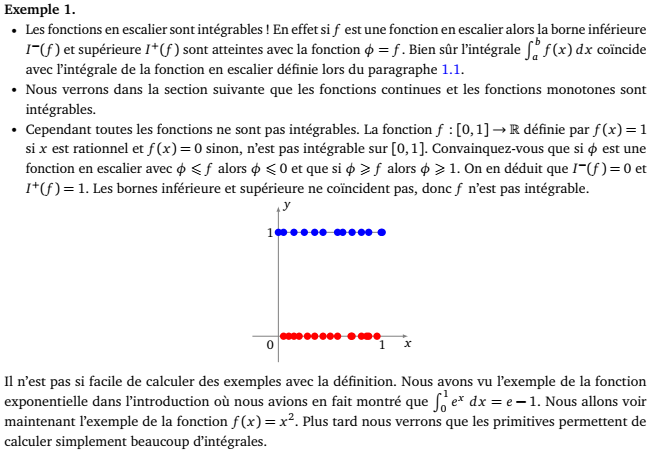 Exemple 1.
• Les fonctions en escalier sont intégrables ! En effet si f est une fonction en escalier alors la borne inférieure
I⁻(f) et supérieure I⁺(f) sont atteintes avec la fonction ϕ = f. Bien sûr l'intégrale ∫ₐᵇ f(x) dx coïncide
avec l'intégrale de la fonction en escalier définie lors du paragraphe 1.1.
• Nous verrons dans la section suivante que les fonctions continues et les fonctions monotones sont
intégrables.
• Cependant toutes les fonctions ne sont pas intégrables. La fonction f : [0, 1] → ℝ définie par f(x) = 1
si x est rationnel et f(x) = 0 sinon, n'est pas intégrable sur [0, 1]. Convainquez-vous que si ϕ est une
fonction en escalier avec ϕ ⩽ f alors ϕ ⩽ 0 et que si ϕ ⩾ f alors ϕ ⩾ 1. On en déduit que I⁻(f) = 0 et
I⁺(f) = 1. Les bornes inférieure et supérieure ne coïncident pas, donc f n'est pas intégrable.
y
1
0 1 x
Il n'est pas si facile de calculer des exemples avec la définition. Nous avons vu l'exemple de la fonction
exponentielle dans l'introduction où nous avions en fait montré que ∫₀¹ eˣ dx = e − 1. Nous allons voir
maintenant l'exemple de la fonction f(x) = x². Plus tard nous verrons que les primitives permettent de
calculer simplement beaucoup d'intégrales.